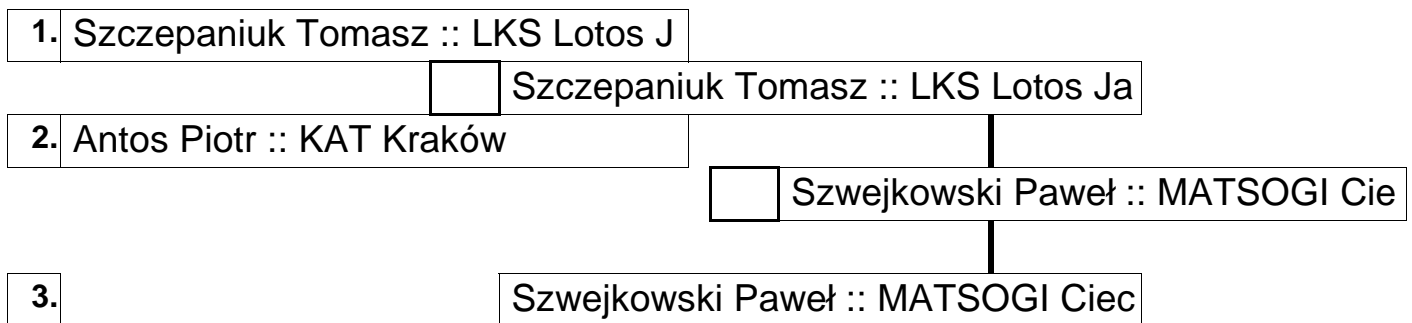 1. Szczepaniuk Tomasz :: LKS Lotos J
Szczepaniuk Tomasz :: LKS Lotos Ja
2. Antos Piotr :: KAT Kraków
Szwejkowski Paweł :: MATSOGI Cie
3. Szwejkowski Paweł :: MATSOGI Ciec